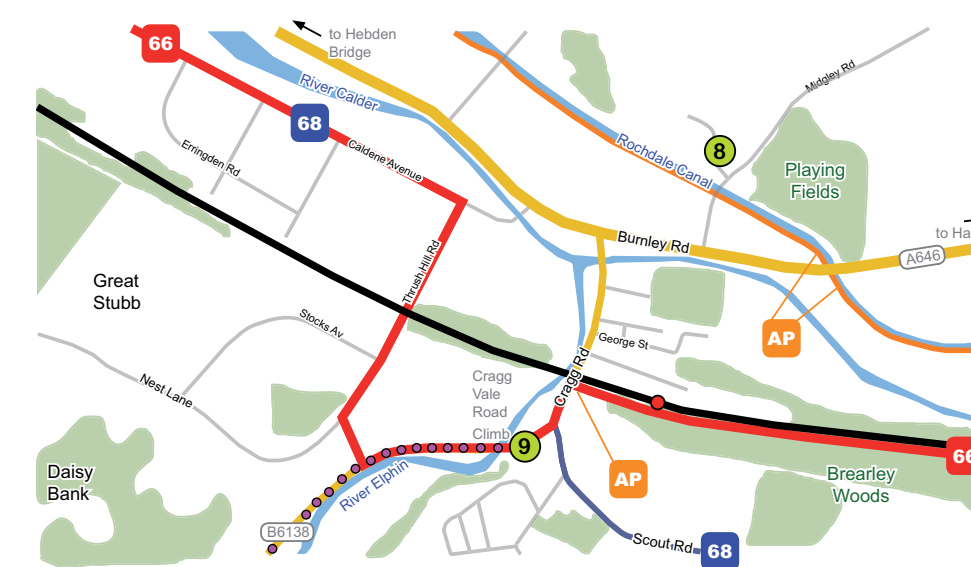 66
to Hebden
Bridge
River Calder
68
Midgley Rd
Erringden Rd
Caldene Avenue
Rochdale Canal
8
Playing
Fields
Burnley Rd
to Ha
A646
Thrush Hill Rd
Great
Stubb
Stocks Av
George St
AP
Nest Lane
Cragg Rd
Cragg
Vale
Road
Climb
9
66
Daisy
Bank
River Elphin
AP
Brearley
Woods
B6138
Scout Rd
68